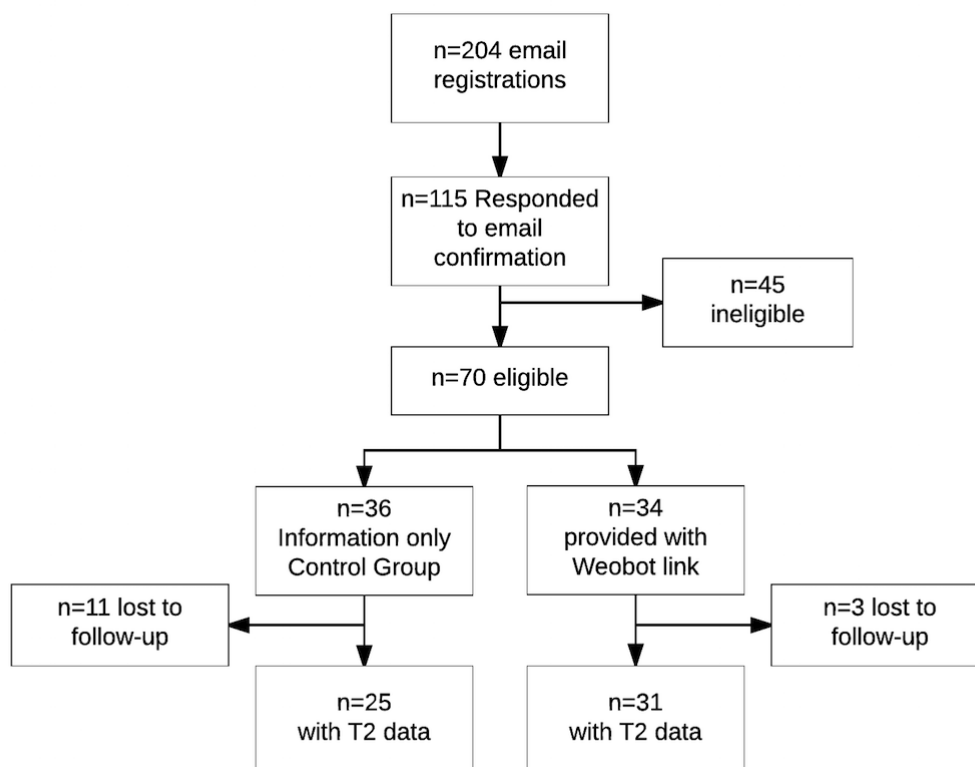 n=204 email
registrations
n=115 Responded
to email
confirmation
n=45
ineligible
n=70 eligible
n=36
Information only
Control Group
n=34
provided with
Weobot link
n=11 lost to
follow-up
n=3 lost to
follow-up
n=25
with T2 data
n=31
with T2 data